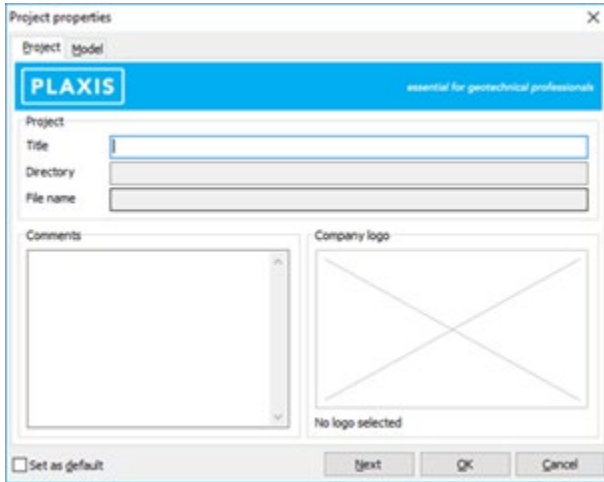 Project properties
Project Model
PLAXIS essential for geotechnical professionals
Project
Title
Directory
File name
Comments
Company logo
No logo selected
Set as default
Next OK Cancel